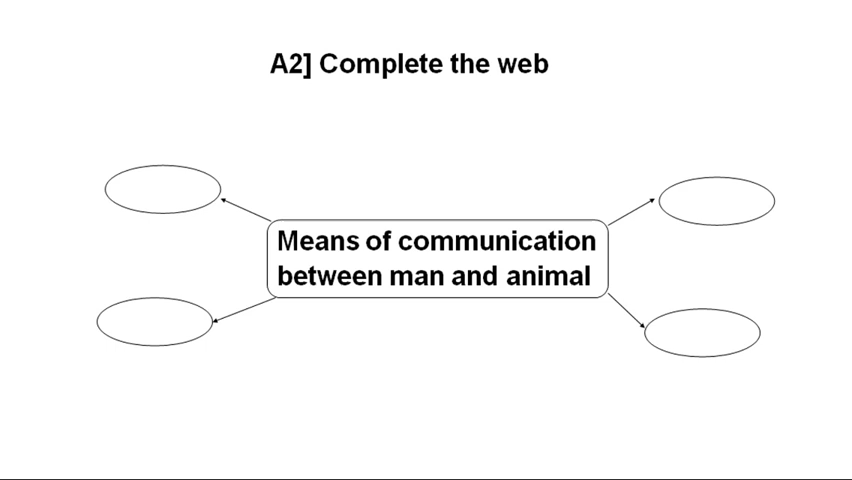 A2] Complete the web
Means of communication
between man and animal